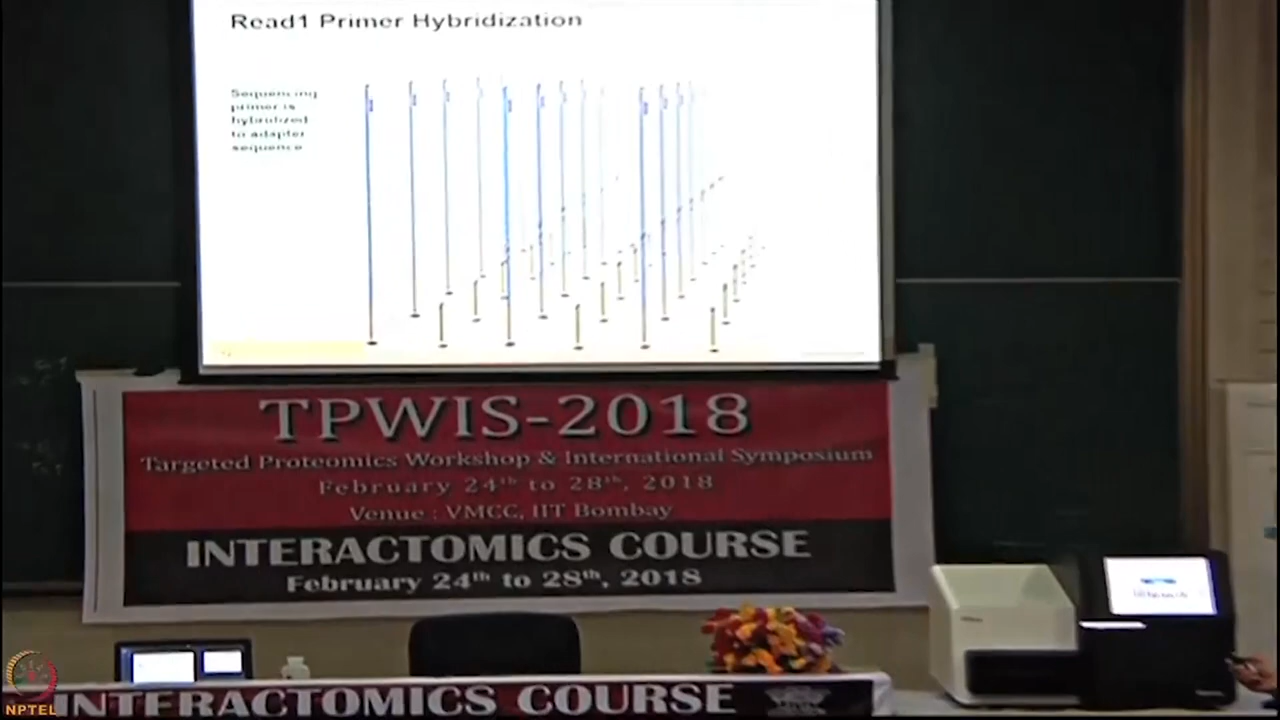 Read1 Primer Hybridization
Sequencing
primer is
hybridized
to adapter
sequence
TPWIS-2018
Targeted Proteomics Workshop & International Symposium
February 24th to 28th, 2018
Venue : VMCC, IIT Bombay
INTERACTOMICS COURSE
February 24th to 28th, 2018
INTERACTOMICS COURSE
NPTEL